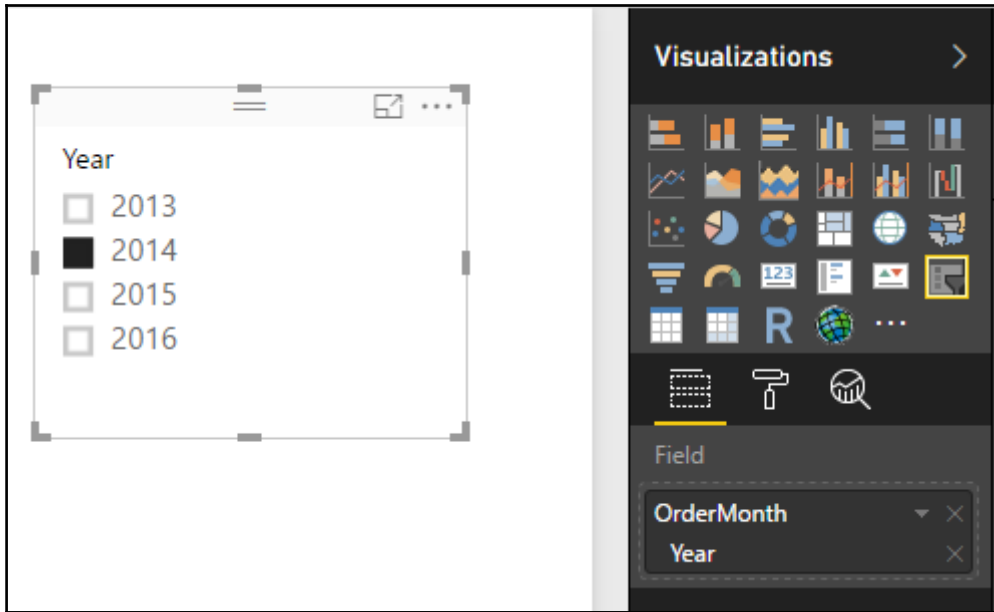 Visualizations
Year
2013
2014
2015
2016
123
R
Field
OrderMonth
Year